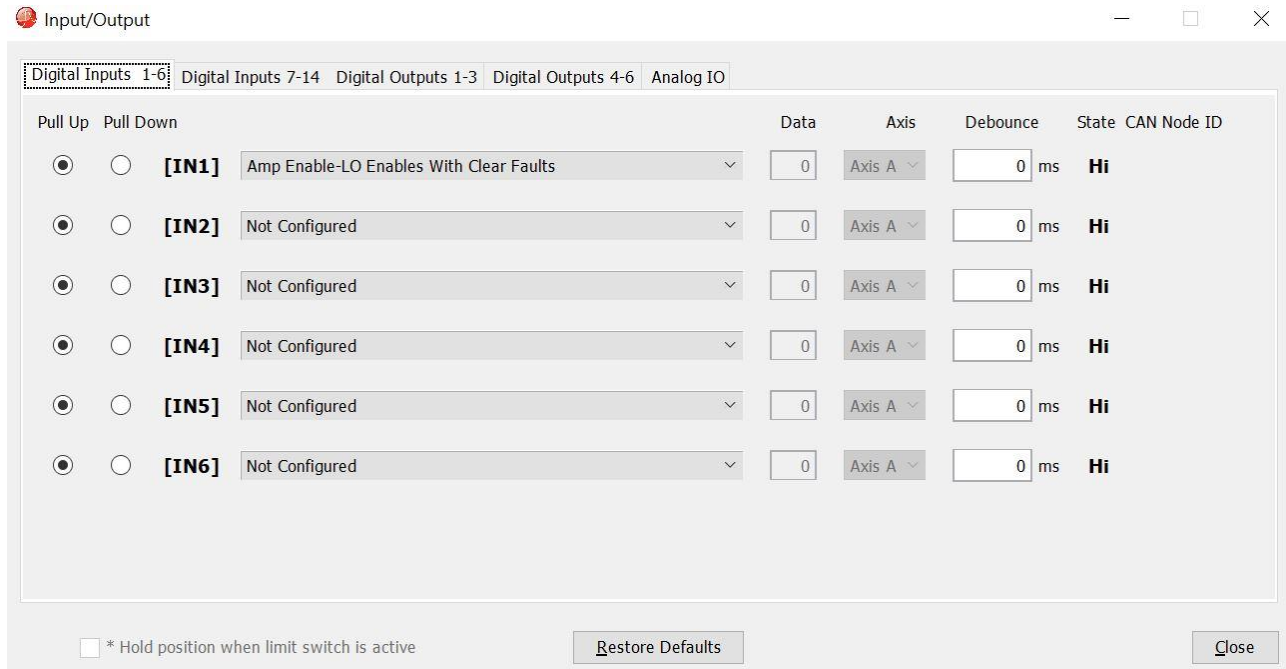 Input/Output
Digital Inputs 1-6 Digital Inputs 7-14 Digital Outputs 1-3 Digital Outputs 4-6 Analog IO
Pull Up Pull Down Data Axis Debounce State CAN Node ID
[IN1] Amp Enable-LO Enables With Clear Faults 0 Axis A 0 ms Hi
[IN2] Not Configured 0 Axis A 0 ms Hi
[IN3] Not Configured 0 Axis A 0 ms Hi
[IN4] Not Configured 0 Axis A 0 ms Hi
[IN5] Not Configured 0 Axis A 0 ms Hi
[IN6] Not Configured 0 Axis A 0 ms Hi
* Hold position when limit switch is active Restore Defaults Close